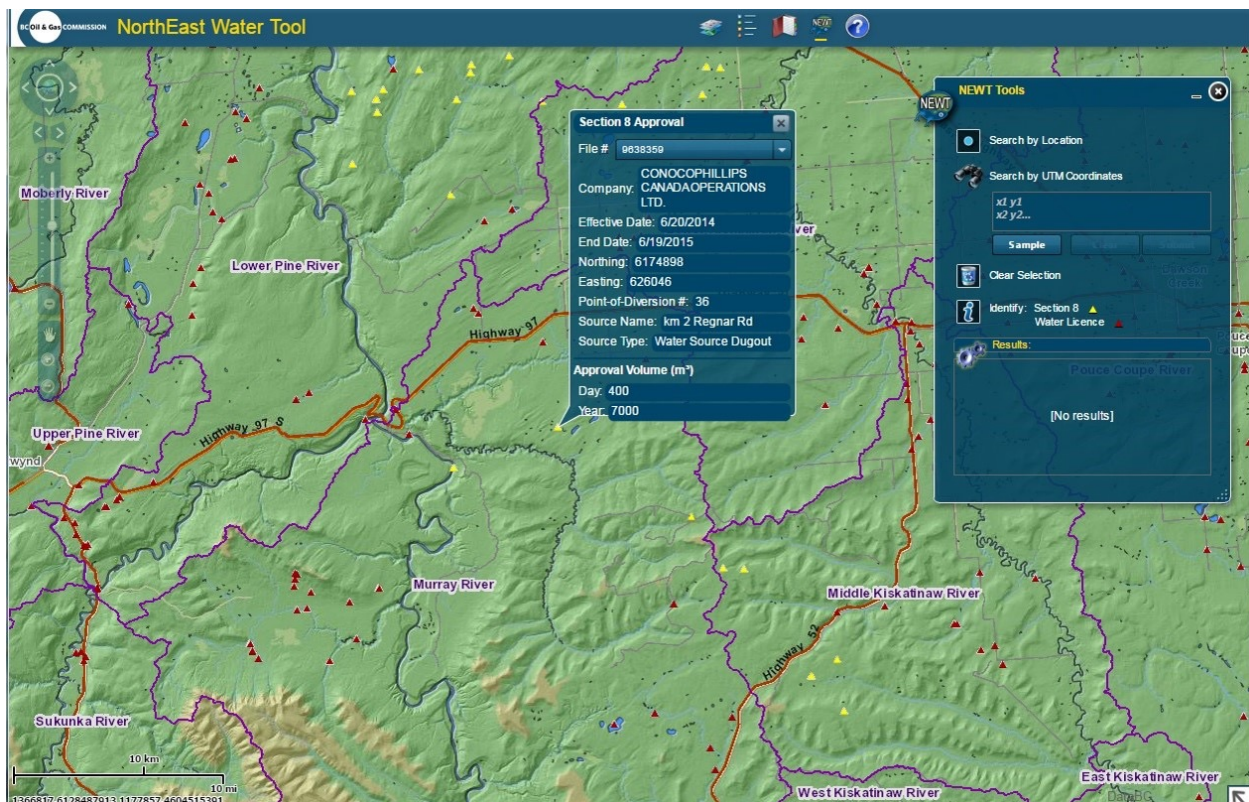 BC Oil & Gas COMMISSION
NorthEast Water Tool
NEWT
?
NEWT
NEWT Tools
Search by Location
Search by UTM Coordinates
x1 y1
x2 y2...
Sample
Clear Selection
Identify: Section 8
Water Licence
Results:
[No results]
Section 8 Approval
File # 9638359
Company: CONOCOPHILLIPS
CANADAOPERATIONS
LTD.
Effective Date: 6/20/2014
End Date: 6/19/2015
Northing: 6174898
Easting: 626046
Point-of-Diversion #: 36
Source Name: km 2 Regnar Rd
Source Type: Water Source Dugout
Approval Volume (m³)
Day: 400
Year: 7000
Moberly River
Lower Pine River
Highway 97
Dawson
Creek
Pouce Coupe River
Highway 97 S
Upper Pine River
rwynd
Murray River
Middle Kiskatinaw River
Highway 52
Sukunka River
10 km
10 mi
West Kiskatinaw River
East Kiskatinaw River
DataBC